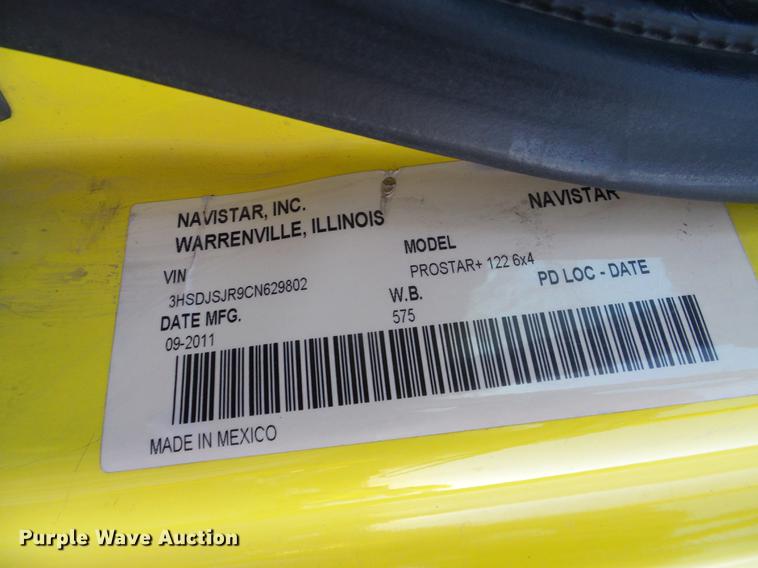 NAVISTAR, INC.
WARRENVILLE, ILLINOIS
NAVISTAR
VIN
3HSDJSJR9CN629802
MODEL
PROSTAR+ 122 6x4
PD LOC - DATE
DATE MFG.
09-2011
W.B.
575
MADE IN MEXICO
Purple Wave Auction